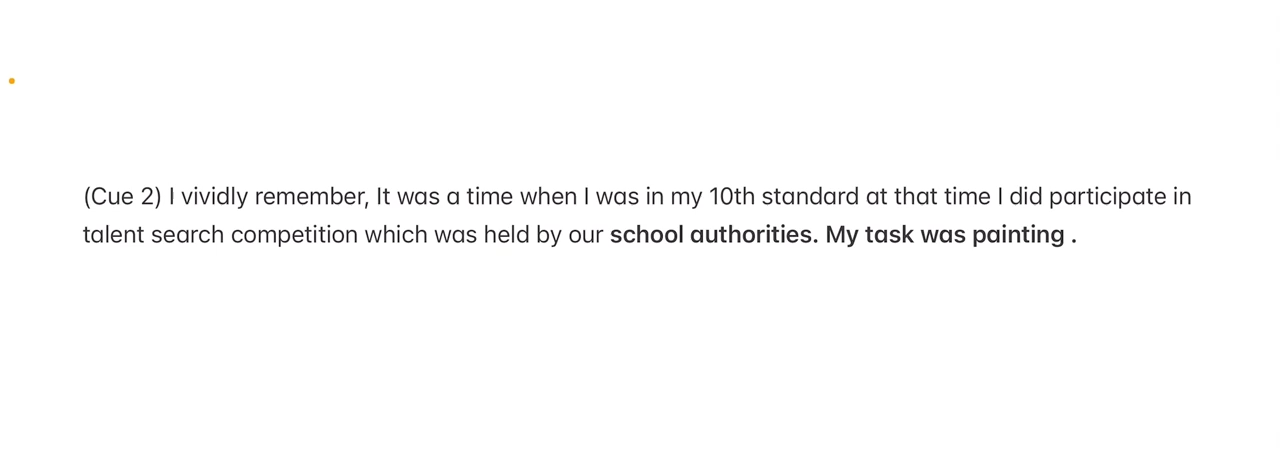 (Cue 2) I vividly remember, It was a time when I was in my 10th standard at that time I did participate in
talent search competition which was held by our school authorities. My task was painting .